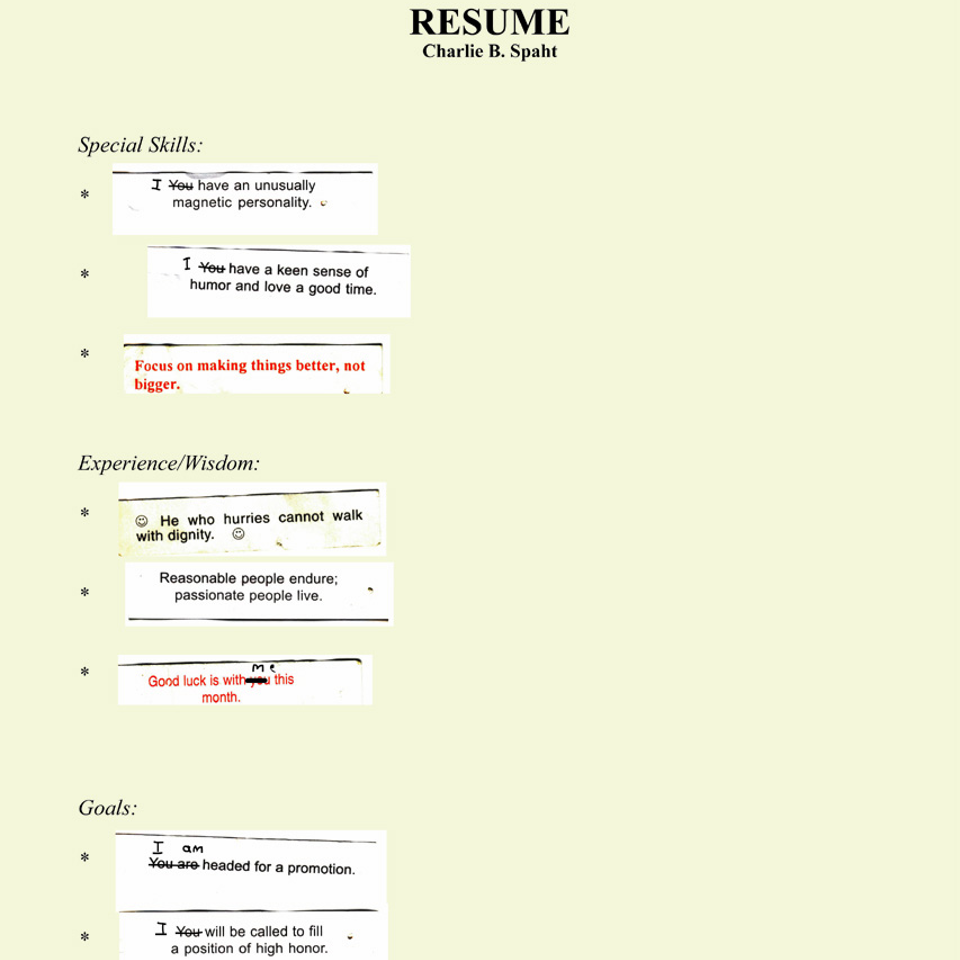 RESUME
Charlie B. Spaht
Special Skills:
* I You have an unusually
magnetic personality.
* I You have a keen sense of
humor and love a good time.
* Focus on making things better, not
bigger.
Experience/Wisdom:
* ☺ He who hurries cannot walk
with dignity. ☺
* Reasonable people endure;
passionate people live.
* me
Good luck is with you this
month.
Goals:
* I am
You are headed for a promotion.
* I You will be called to fill
a position of high honor.